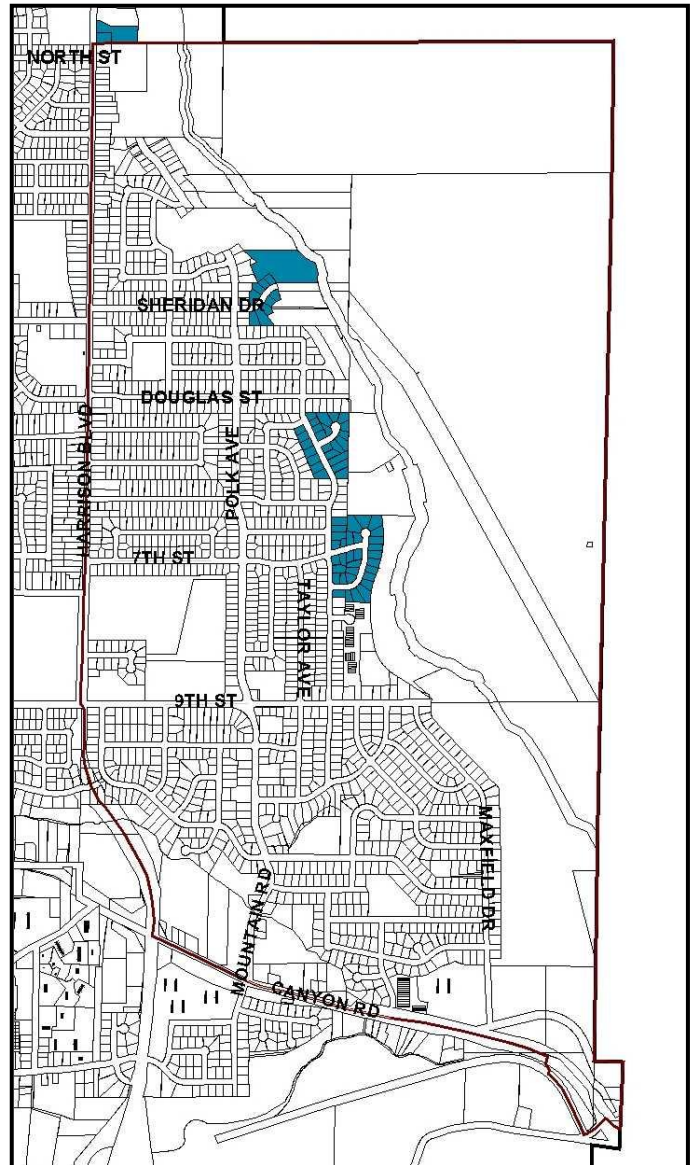 NORTH ST
SHERIDAN DR
DOUGLAS ST
HARRISON BLVD
POLK AVE
7TH ST
TAYLOR AVE
9TH ST
MAXFIELD DR
MOUNTAIN RD
CANYON RD